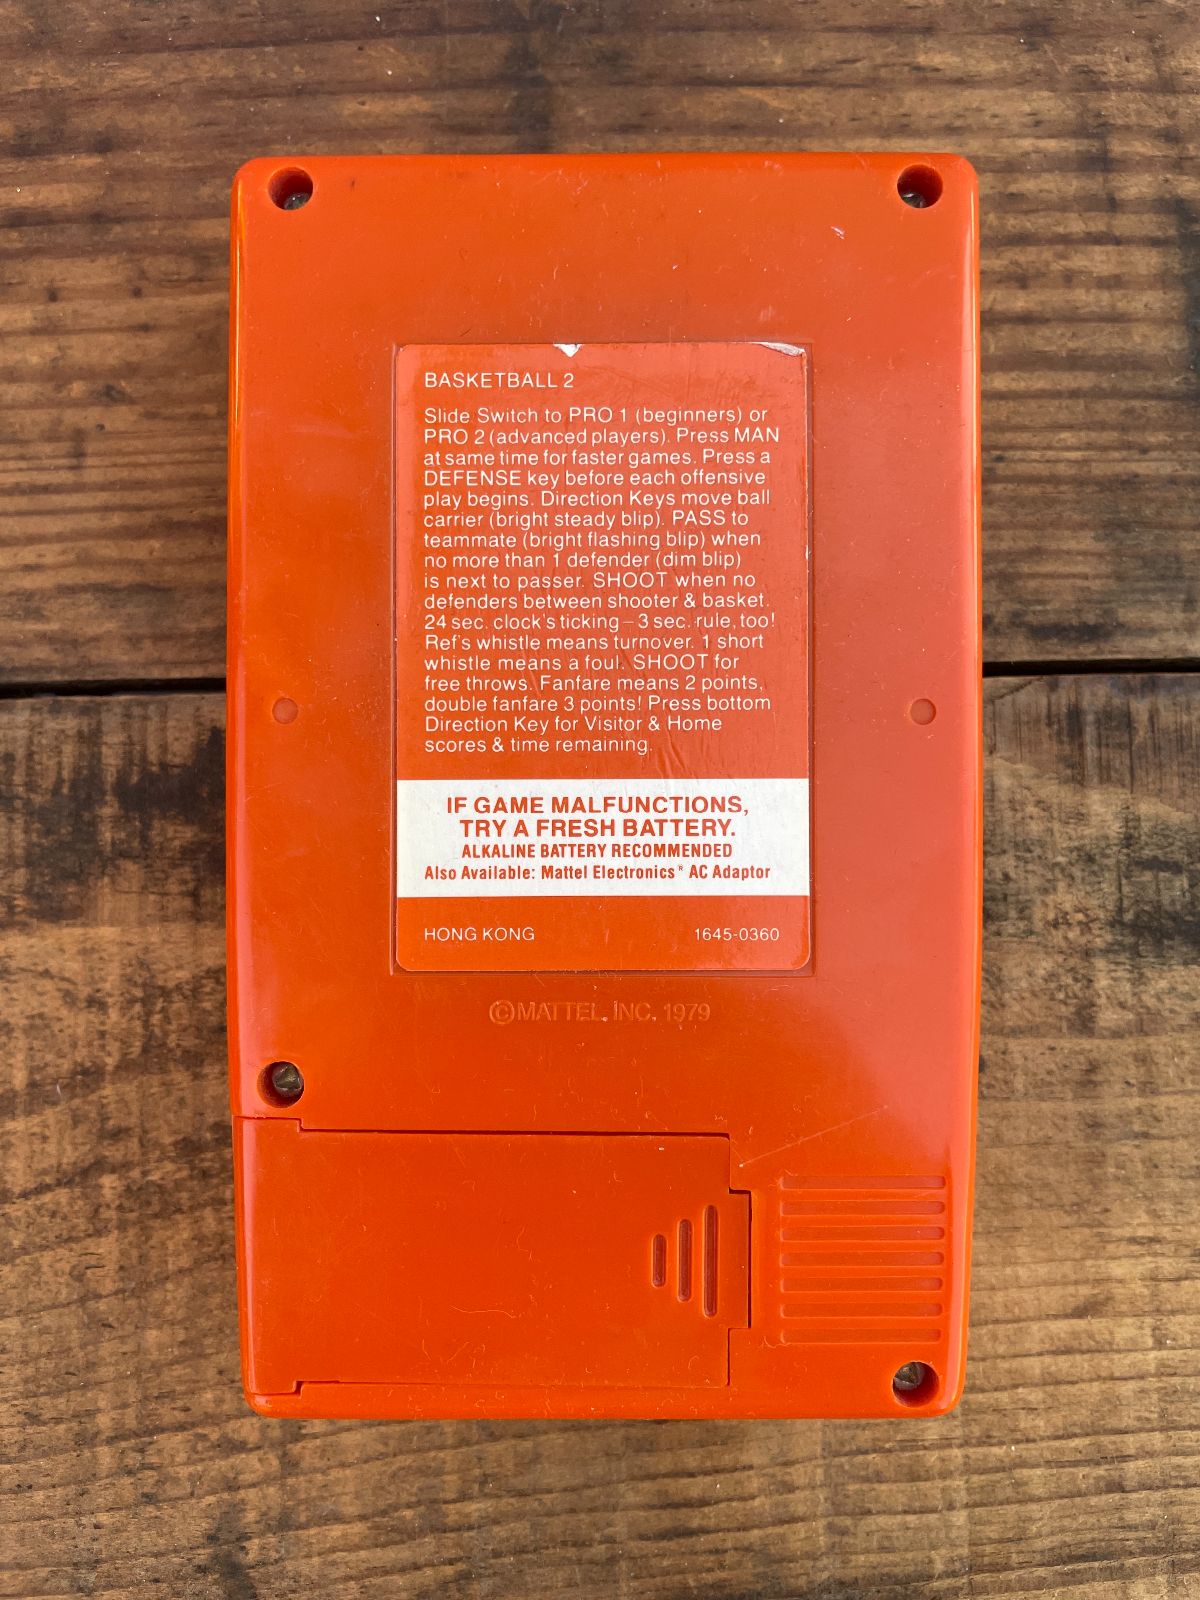 BASKETBALL 2
Slide Switch to PRO 1 (beginners) or
PRO 2 (advanced players). Press MAN
at same time for faster games. Press a
DEFENSE key before each offensive
play begins. Direction Keys move ball
carrier (bright steady blip). PASS to
teammate (bright flashing blip) when
no more than 1 defender (dim blip)
is next to passer. SHOOT when no
defenders between shooter & basket.
24 sec. clock's ticking – 3 sec. rule, too!
Ref's whistle means turnover. 1 short
whistle means a foul. SHOOT for
free throws. Fanfare means 2 points,
double fanfare 3 points! Press bottom
Direction Key for Visitor & Home
scores & time remaining.
IF GAME MALFUNCTIONS,
TRY A FRESH BATTERY.
ALKALINE BATTERY RECOMMENDED
Also Available: Mattel Electronics® AC Adaptor
HONG KONG 1645-0360
©MATTEL, INC. 1979